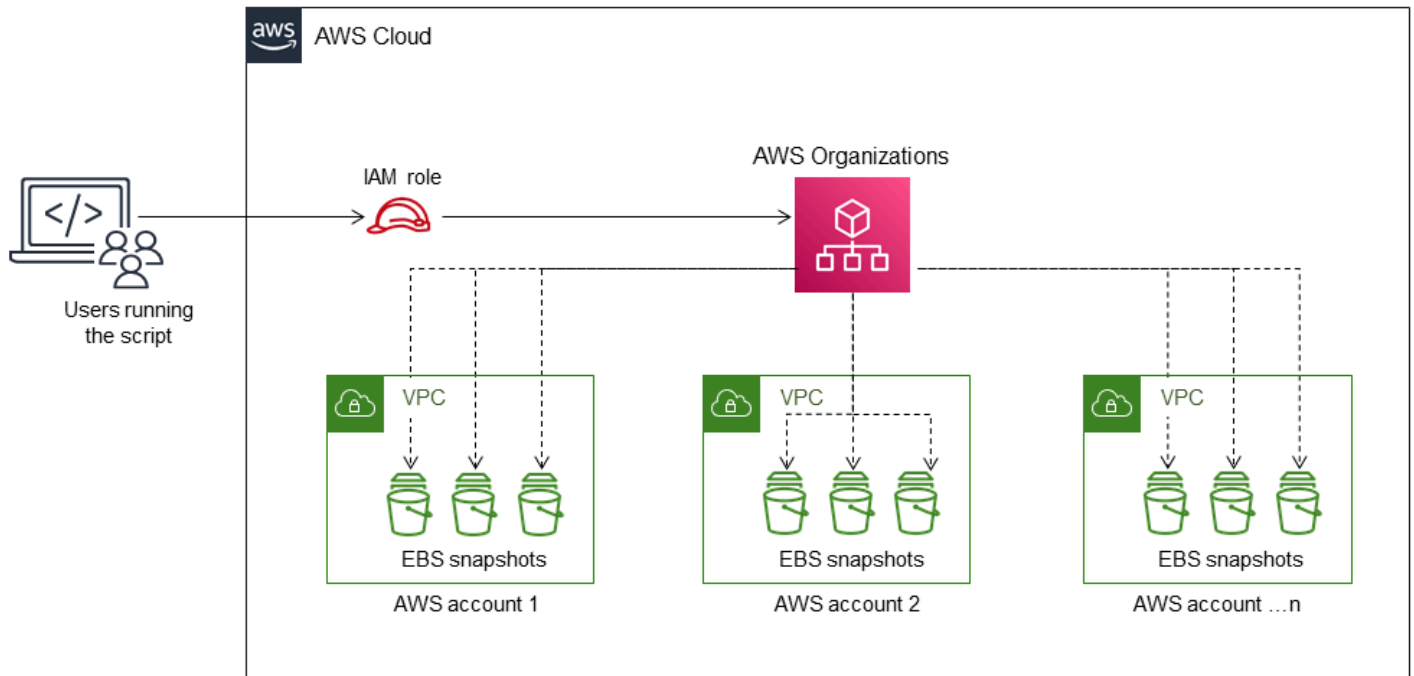 aws
AWS Cloud
AWS Organizations
IAM role
</>
Users running
the script
VPC
VPC
VPC
EBS snapshots
EBS snapshots
EBS snapshots
AWS account 1
AWS account 2
AWS account ...n